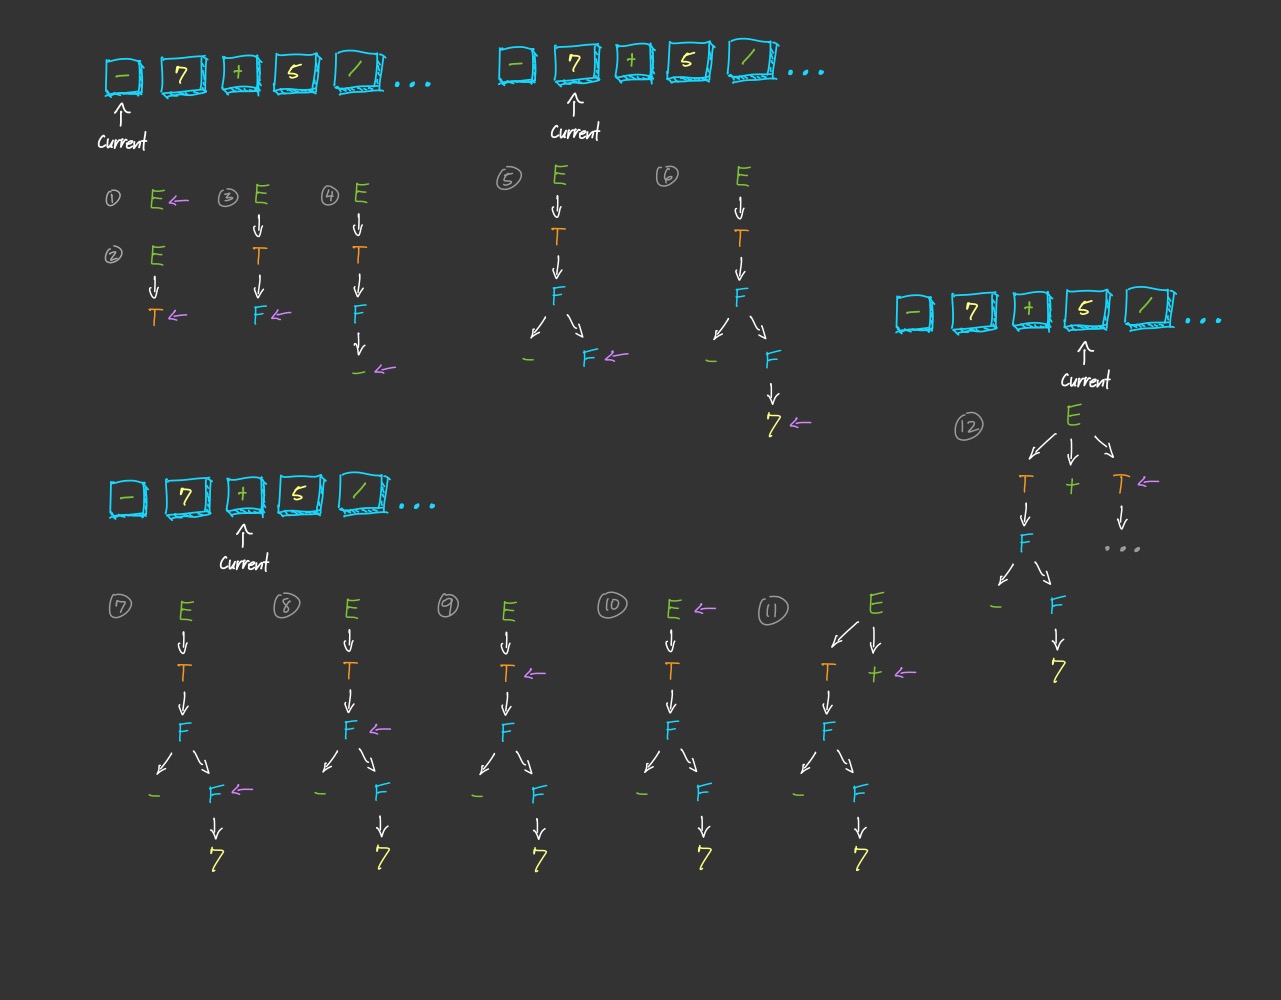 - 7 + 5 / ...
Current
① E
② E
T
③ E
T
F
④ E
T
F
-
- 7 + 5 / ...
Current
⑤ E
T
F
- F
⑥ E
T
F
- F
7
- 7 + 5 / ...
Current
⑦ E
T
F
- F
7
⑧ E
T
F
- F
7
⑨ E
T
F
- F
7
⑩ E
T
F
- F
7
⑪ E
T +
F
- F
7
- 7 + 5 / ...
Current
⑫ E
T + T
F ...
- F
7